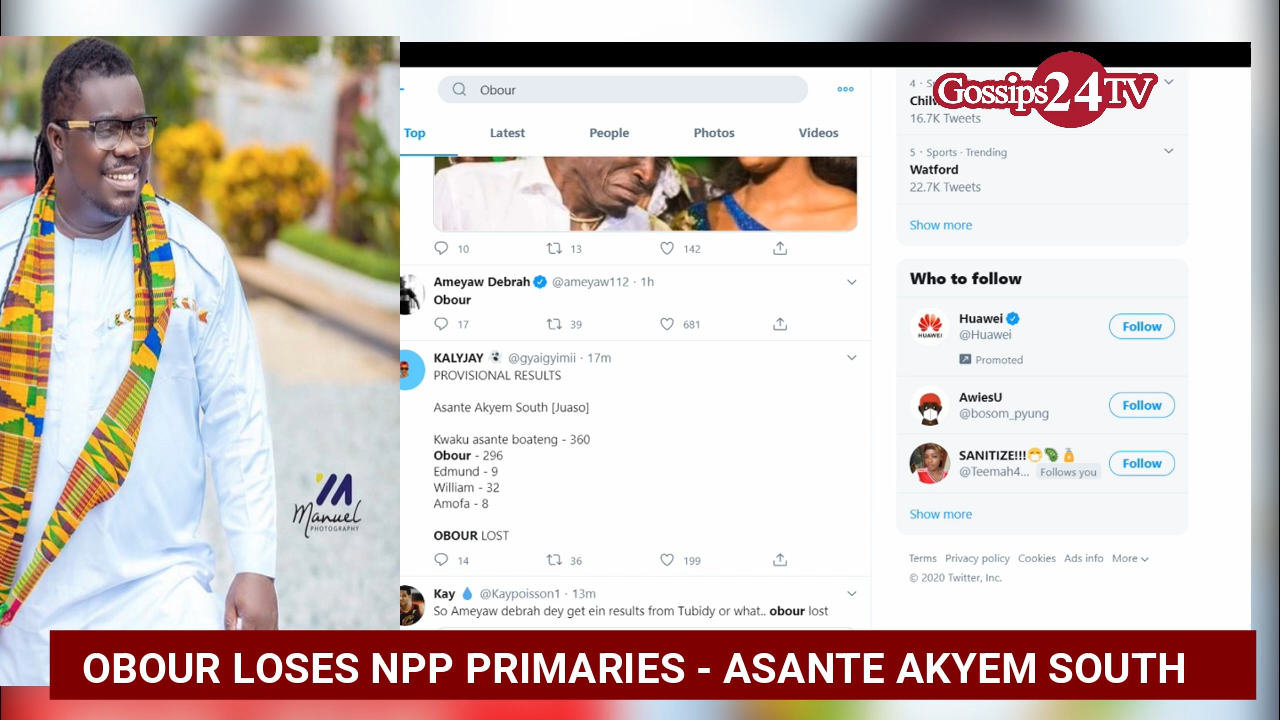 Gossips24TV
Obour
Top
Latest
People
Photos
Videos
10
13
142
Ameyaw Debrah @ameyaw112 · 1h
Obour
17
39
681
KALYJAY @gyaigyimii · 17m
PROVISIONAL RESULTS
Asante Akyem South [Juaso]
Kwaku asante boateng - 360
Obour - 296
Edmund - 9
William - 32
Amofa - 8
OBOUR LOST
14
36
199
Kay @Kaypoisson1 · 13m
So Ameyaw debrah dey get ein results from Tubidy or what.. obour lost
16.7K Tweets
5 · Sports · Trending
Watford
22.7K Tweets
Show more
Who to follow
HUAWEI
Huawei
@Huawei
Promoted
Follow
AwiesU
@bosom_pyung
Follow
SANITIZE!!!
@Teemah4... Follows you
Follow
Show more
Terms Privacy policy Cookies Ads info More
© 2020 Twitter, Inc.
Manuel
PHOTOGRAPHY
OBOUR LOSES NPP PRIMARIES - ASANTE AKYEM SOUTH